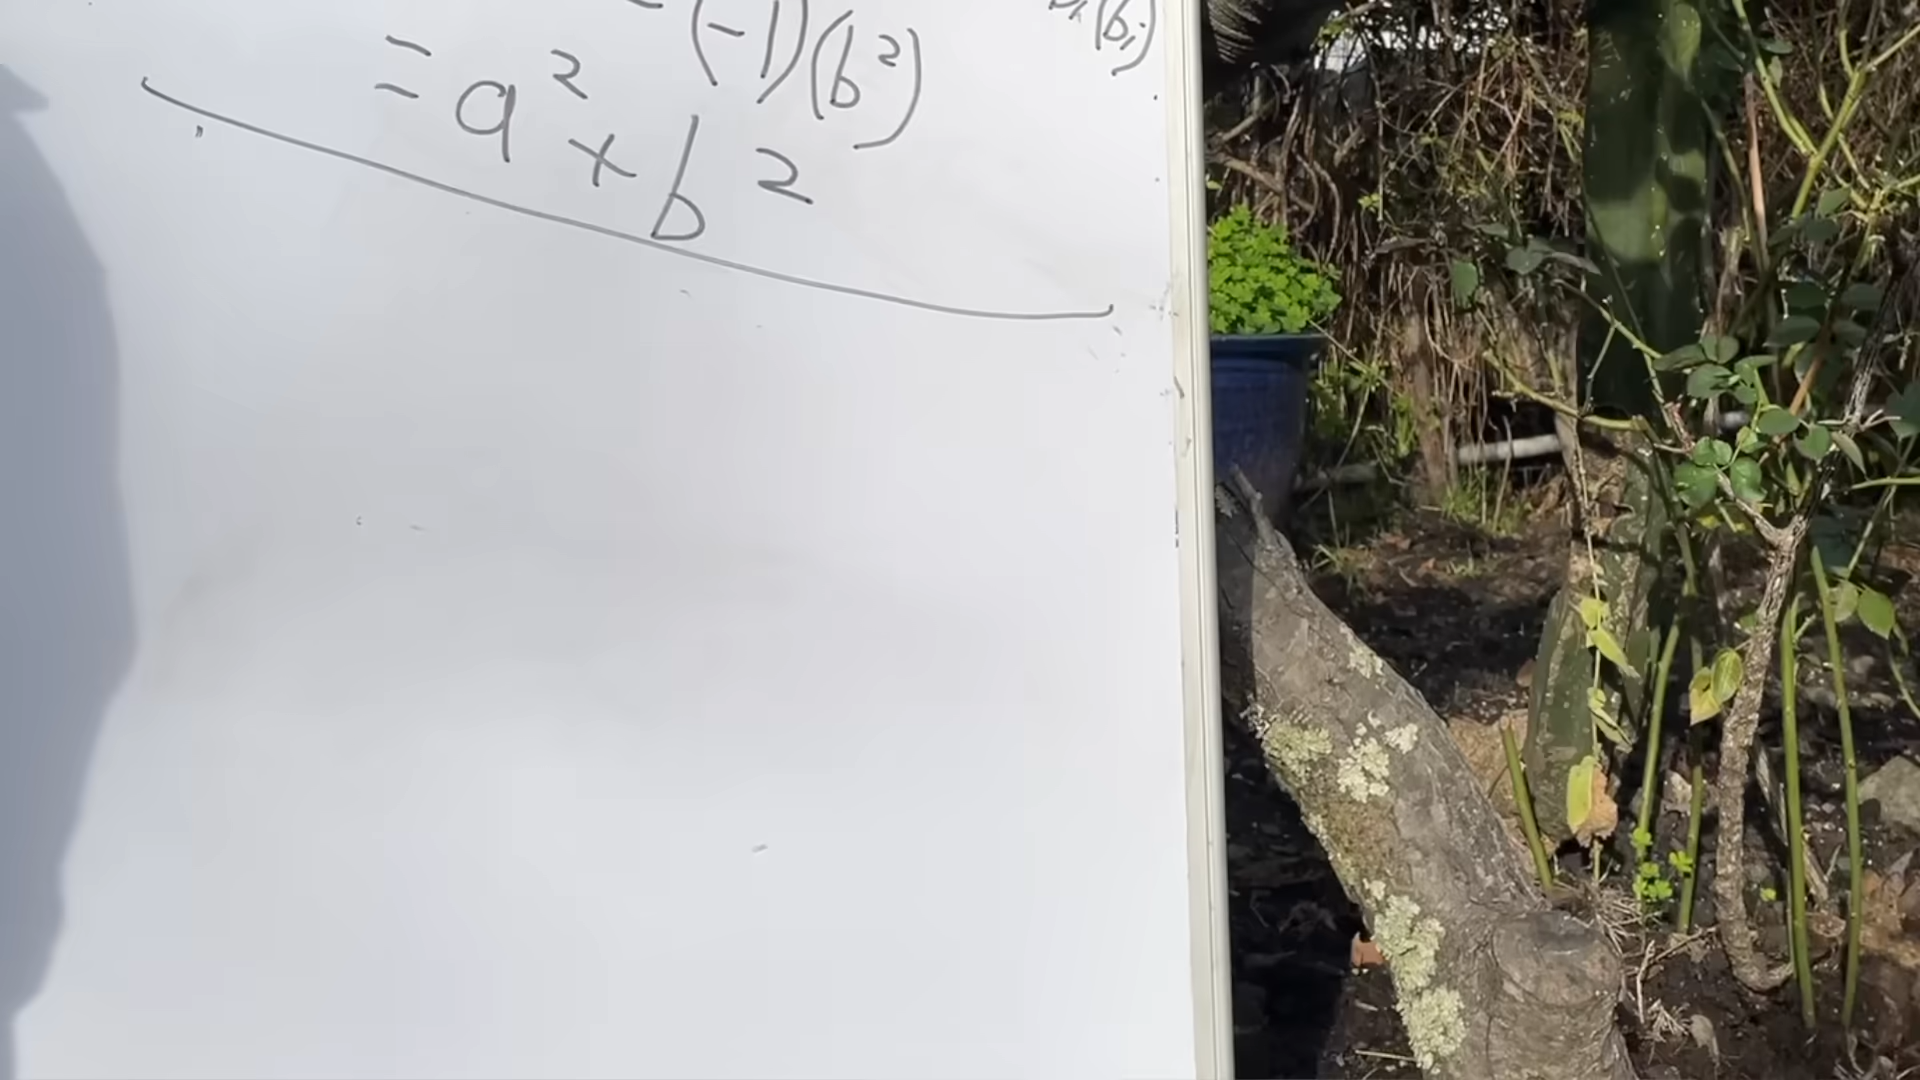 (-1)(b²)
= a² + b²